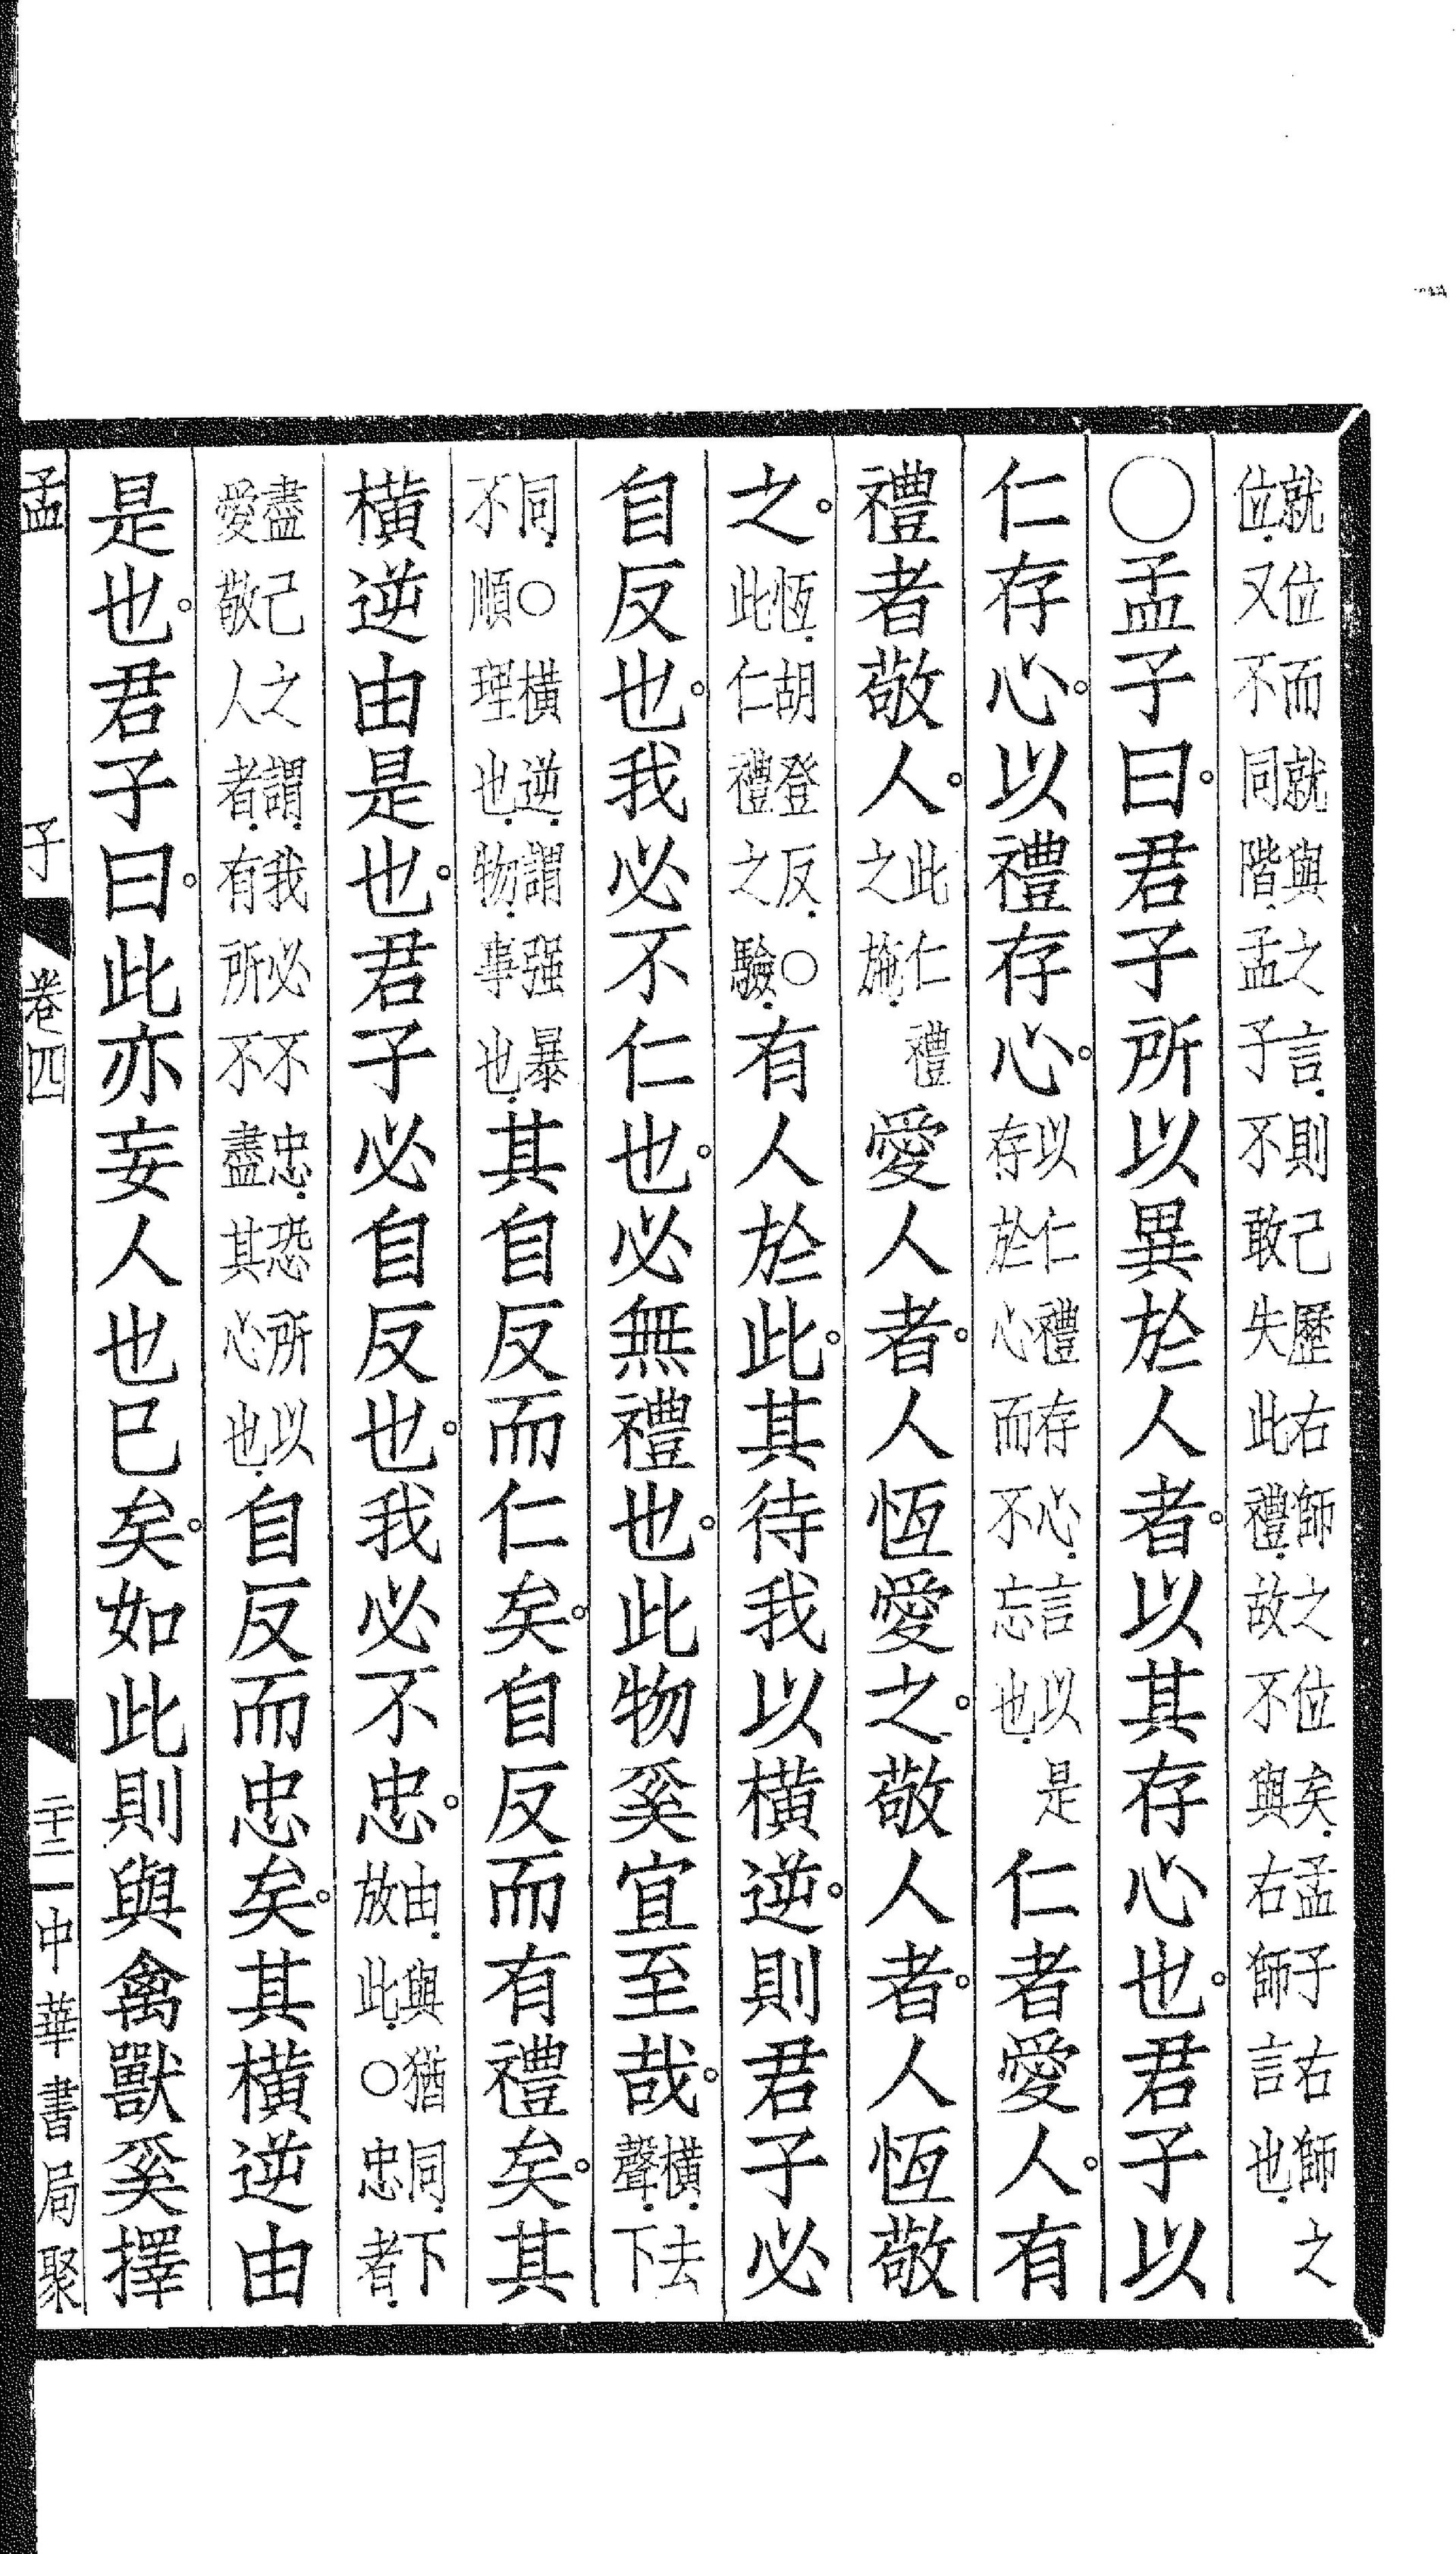 就位而就與之言則己歷右師之位矣孟子右師之
位又不同階孟子不敢失此禮故不與右師言也
〇孟子曰。君子所以異於人者。以其存心也。君子以
仁存心。以禮存心。以仁禮存心言以是存於心而不忘也仁者愛人。有
禮者敬人。此仁禮之施愛人者。人恆愛之。敬人者。人恆敬
之。恆胡登反〇此仁禮之驗有人於此。其待我以橫逆。則君子必
自反也。我必不仁也。必無禮也。此物奚宜至哉。橫去聲下
同〇橫逆謂强暴不順理也物事也其自反而仁矣。自反而有禮矣。其
橫逆由是也。君子必自反也。我必不忠。由與猶同下放此〇忠者
盡己之謂我必不忠恐所以愛敬人者有所不盡其心也自反而忠矣。其橫逆由
是也。君子曰。此亦妄人也已矣。如此則與禽獸奚擇
孟子 卷四 二十二 中華書局聚